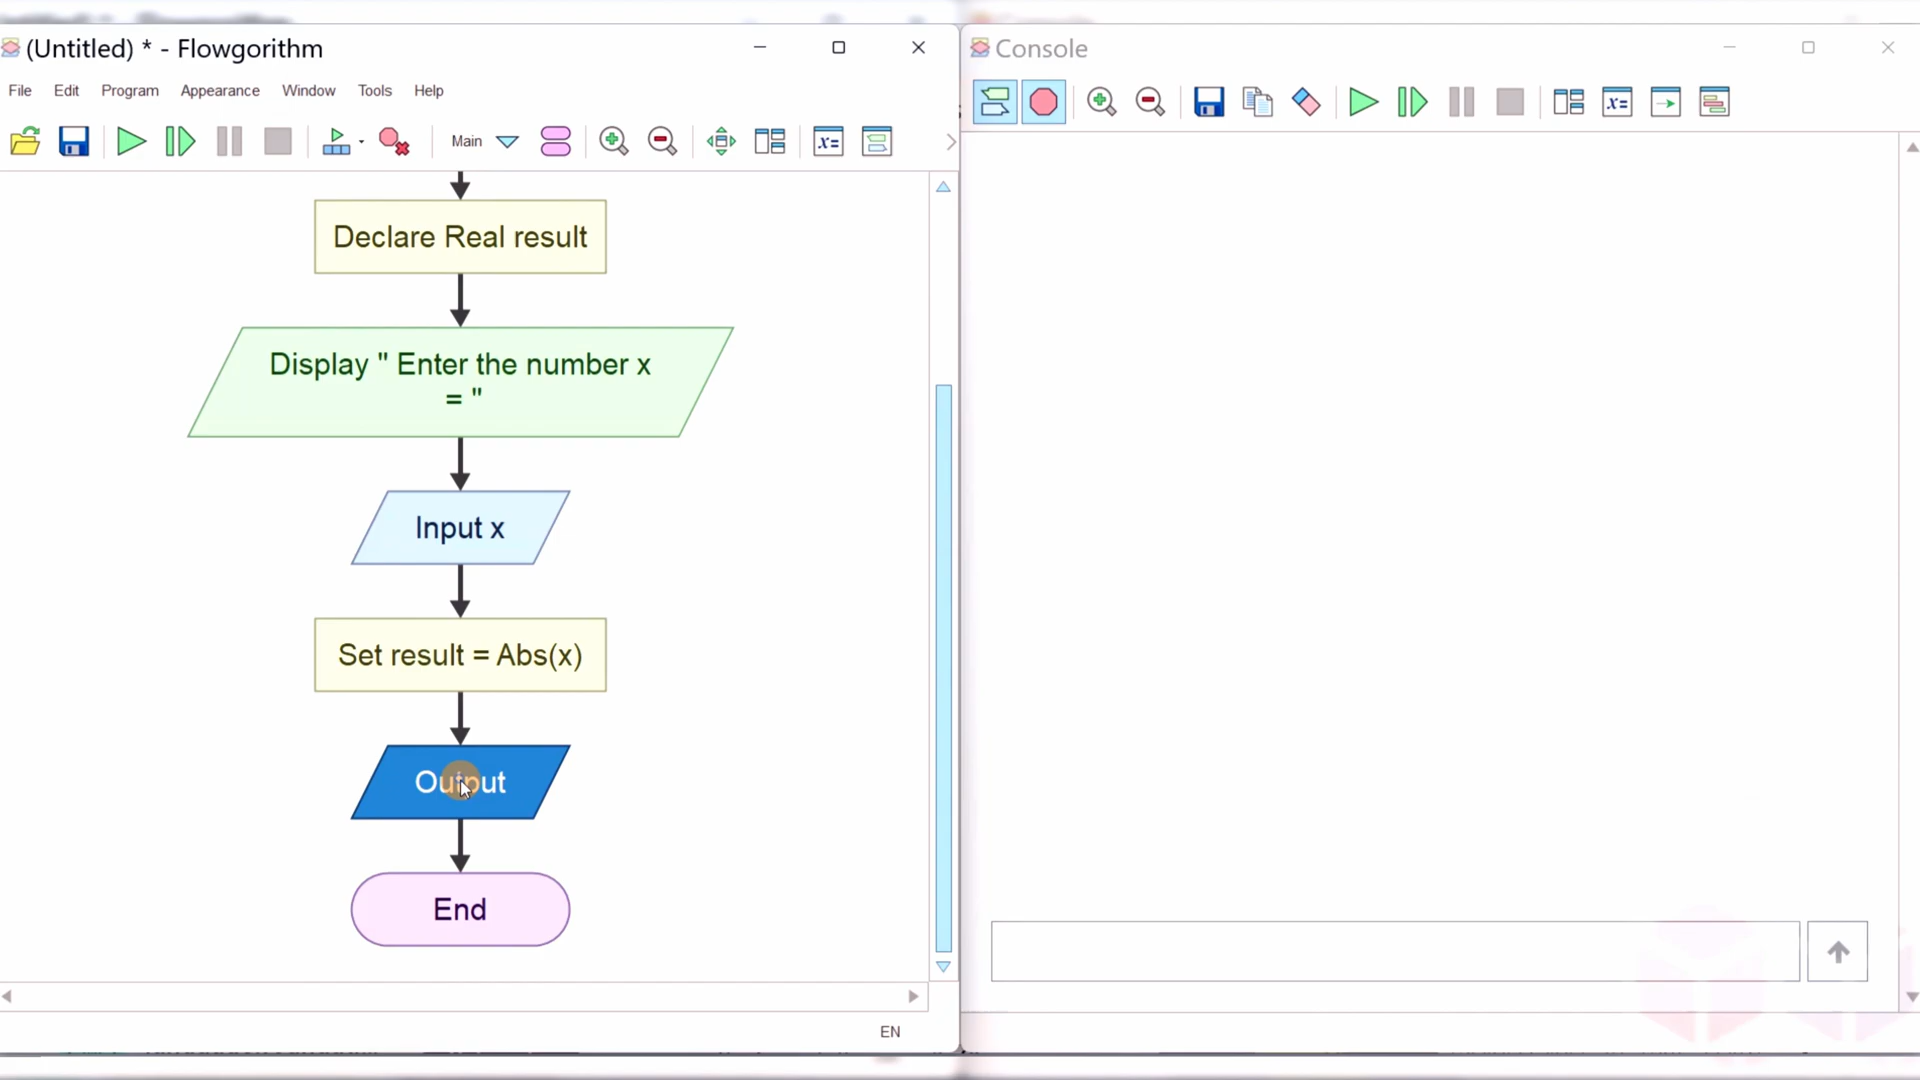 (Untitled) * - Flowgorithm
File Edit Program Appearance Window Tools Help
Main
x=
Declare Real result
Display " Enter the number x
= "
Input x
Set result = Abs(x)
Output
End
EN
Console
x=